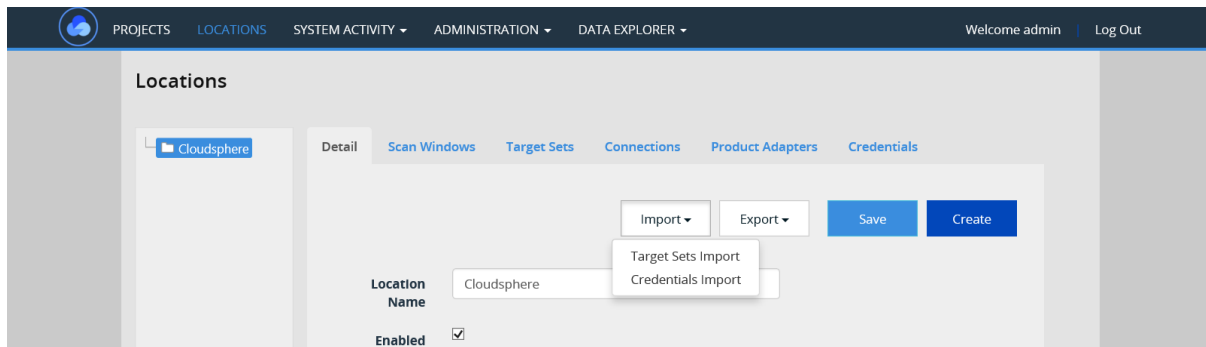 PROJECTS LOCATIONS SYSTEM ACTIVITY ADMINISTRATION DATA EXPLORER Welcome admin Log Out
Locations
Cloudsphere
Detail Scan Windows Target Sets Connections Product Adapters Credentials
Import Export Save Create
Target Sets Import
Credentials Import
Location Name
Cloudsphere
Enabled